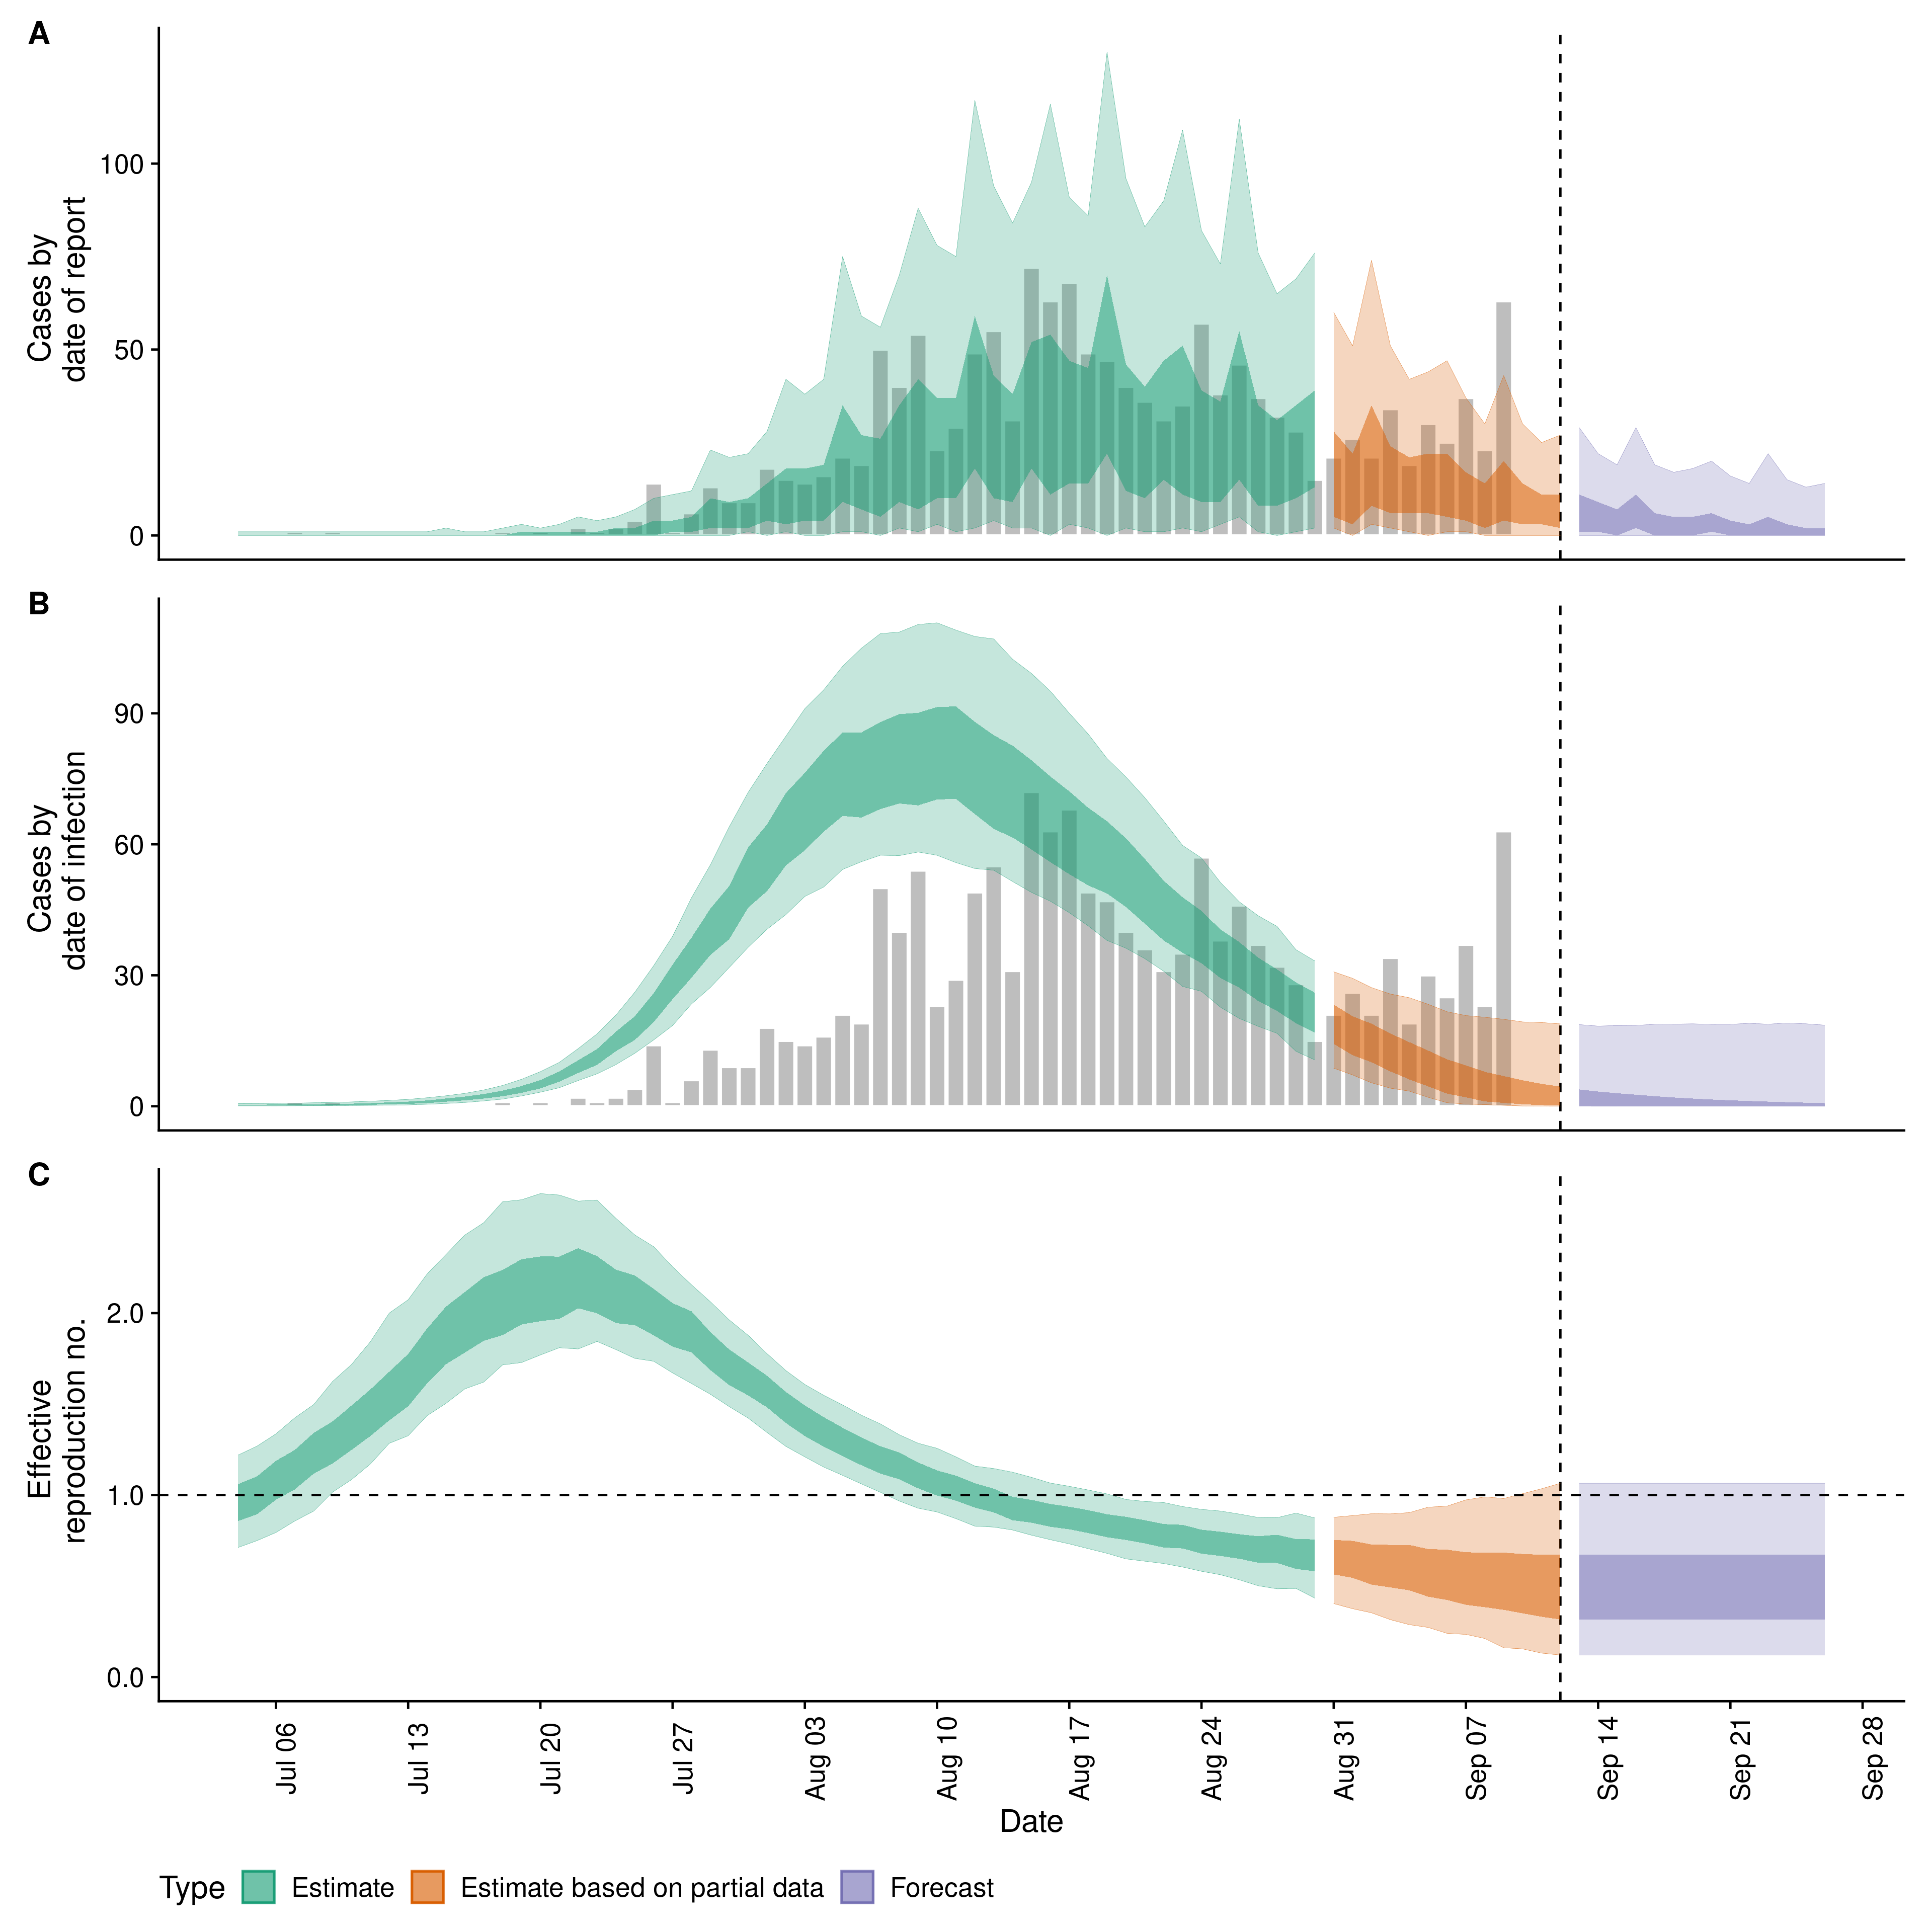 A
Cases by
date of report
100
50
0
B
Cases by
date of infection
90
60
30
0
C
Effective
reproduction no.
2.0
1.0
0.0
Jul 06
Jul 13
Jul 20
Jul 27
Aug 03
Aug 10
Aug 17
Aug 24
Aug 31
Sep 07
Sep 14
Sep 21
Sep 28
Date
Type Estimate Estimate based on partial data Forecast